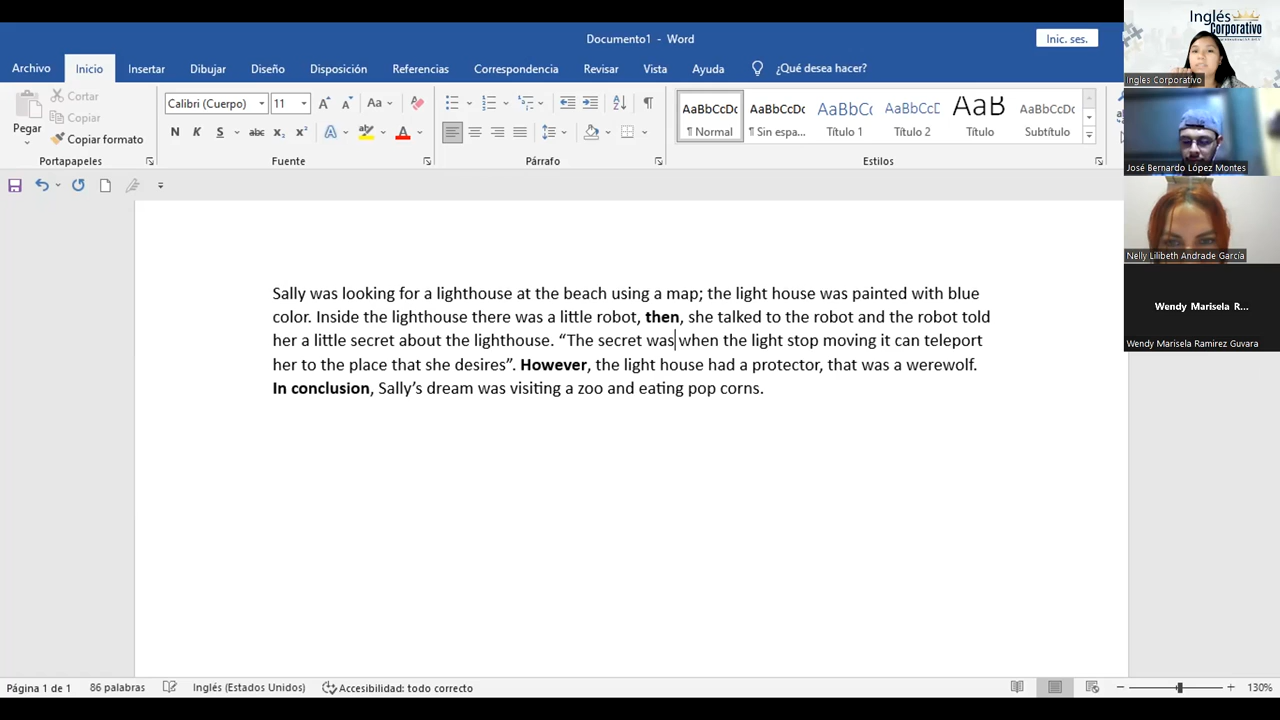 Documento1 - Word
Inic. ses.
Archivo Inicio Insertar Dibujar Diseño Disposición Referencias Correspondencia Revisar Vista Ayuda ¿Qué desea hacer?
Pegar
Cortar
Copiar
Copiar formato
Portapapeles
Calibri (Cuerpo) 11 A A Aa
N K S abc x₂ x² A A
Fuente
Párrafo
AaBbCcDc AaBbCcDc AaBbCc AaBbCcD AaB AaBbCcDc
¶ Normal ¶ Sin espa... Título 1 Título 2 Título Subtítulo
Estilos
Sally was looking for a lighthouse at the beach using a map; the light house was painted with blue
color. Inside the lighthouse there was a little robot, then, she talked to the robot and the robot told
her a little secret about the lighthouse. “The secret was when the light stop moving it can teleport
her to the place that she desires”. However, the light house had a protector, that was a werewolf.
In conclusion, Sally’s dream was visiting a zoo and eating pop corns.
Página 1 de 1 86 palabras Inglés (Estados Unidos) Accesibilidad: todo correcto 130%
Inglés
Corporativo
Ingles Corporativo
José Bernardo López Montes
Nelly Lilibeth Andrade García
Wendy Marisela R...
Wendy Marisela Ramirez Guvara